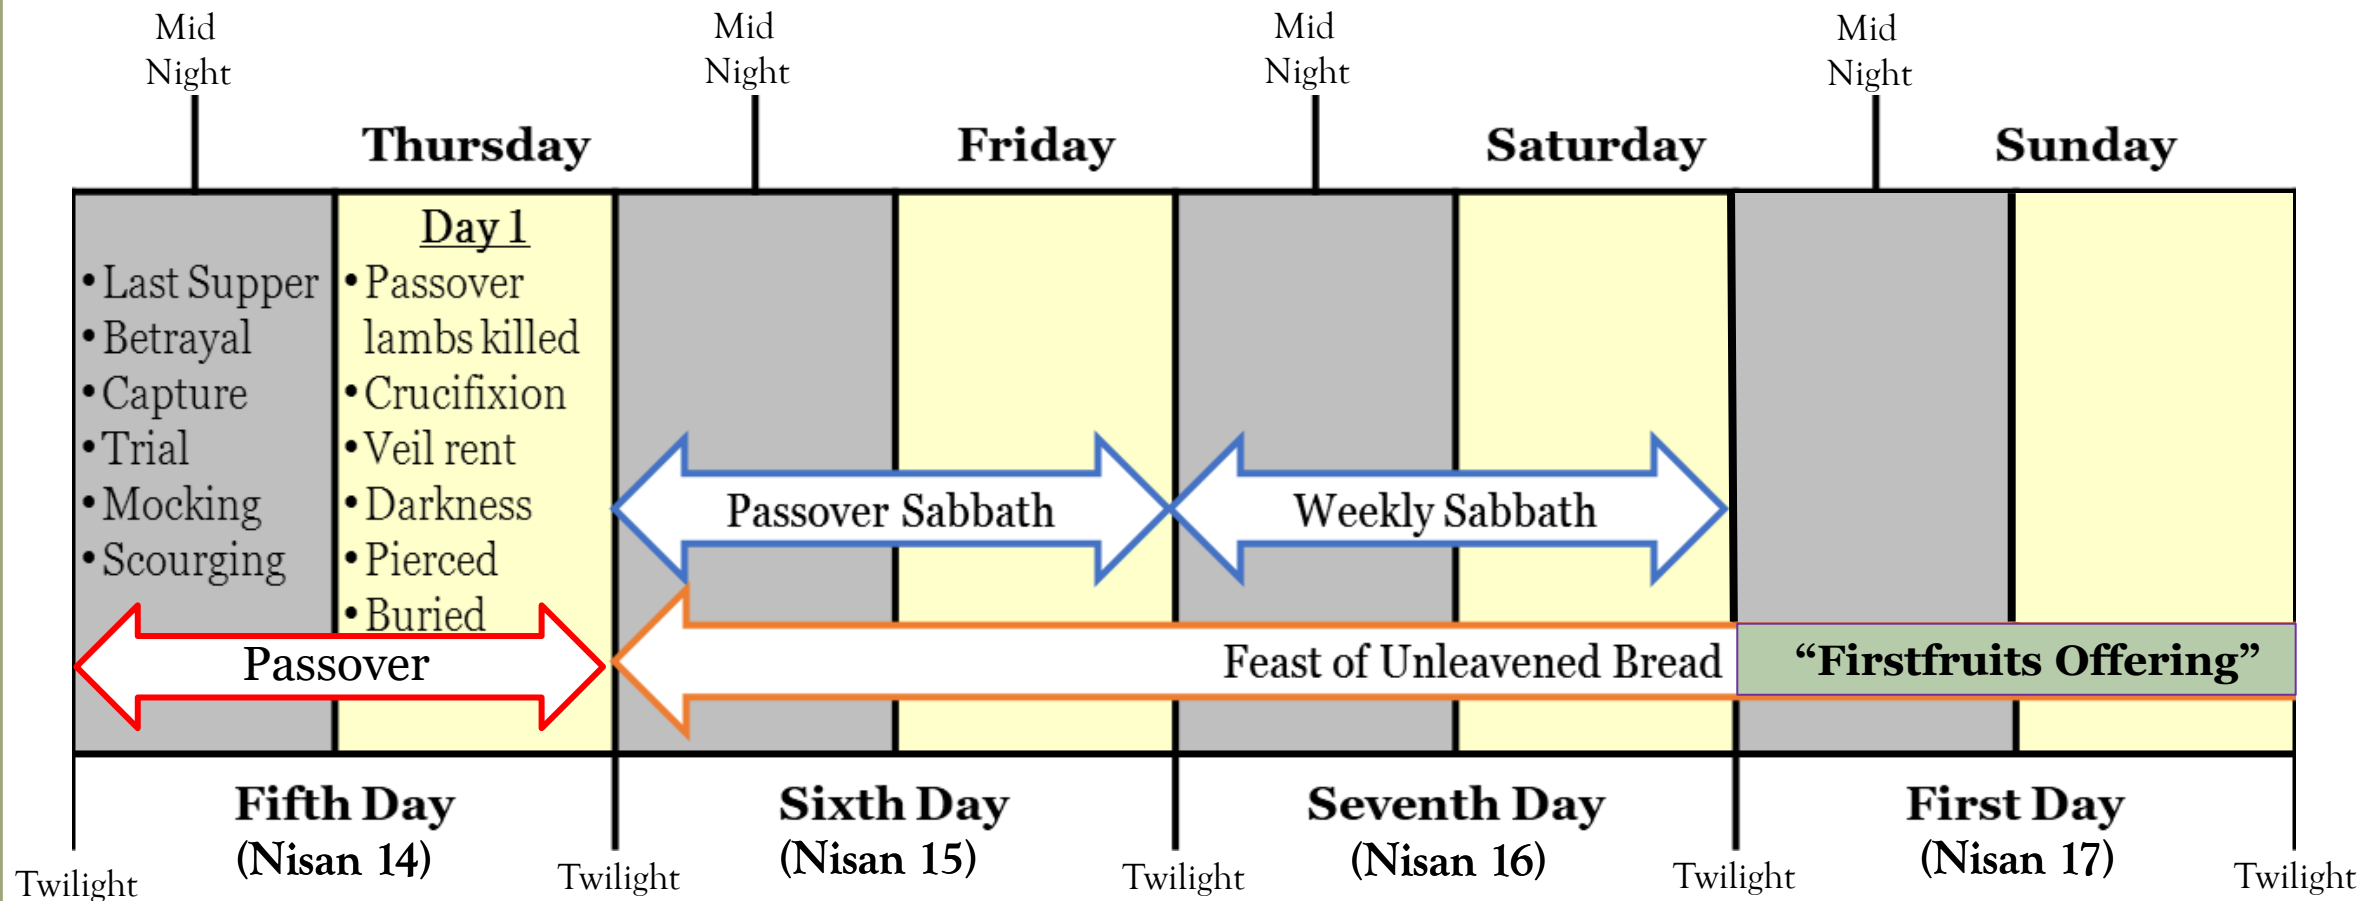 Mid
Night
Mid
Night
Mid
Night
Mid
Night
Thursday
Friday
Saturday
Sunday
•Last Supper
•Betrayal
•Capture
•Trial
•Mocking
•Scourging
Day 1
•Passover
lambs killed
•Crucifixion
•Veil rent
•Darkness
•Pierced
•Buried
Passover Sabbath
Weekly Sabbath
Passover
Feast of Unleavened Bread
“Firstfruits Offering”
Fifth Day
(Nisan 14)
Sixth Day
(Nisan 15)
Seventh Day
(Nisan 16)
First Day
(Nisan 17)
Twilight
Twilight
Twilight
Twilight
Twilight